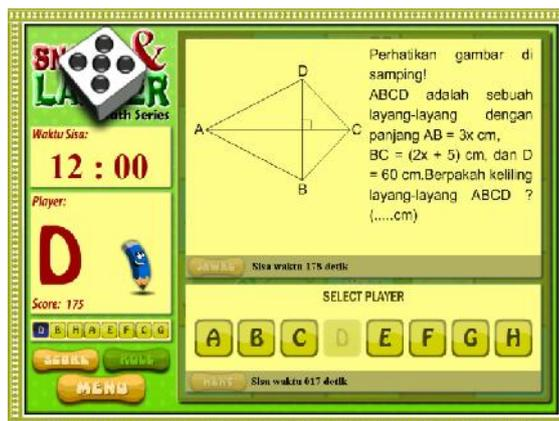 &
Math Series
Waktu Sisa:
12 : 00
Player:
D
Score: 175
D B H A E F C G
SCORE ROLL
MENU
D
A
C
B
Perhatikan gambar di
samping!
ABCD adalah sebuah
layang-layang dengan
panjang AB = 3x cm,
BC = (2x + 5) cm, dan D
= 60 cm.Berpakah keliling
layang-layang ABCD ?
(.....cm)
JAWAB Sisa waktu 178 detik
SELECT PLAYER
A B C D E F G H
NEXT Sisa waktu 017 detik